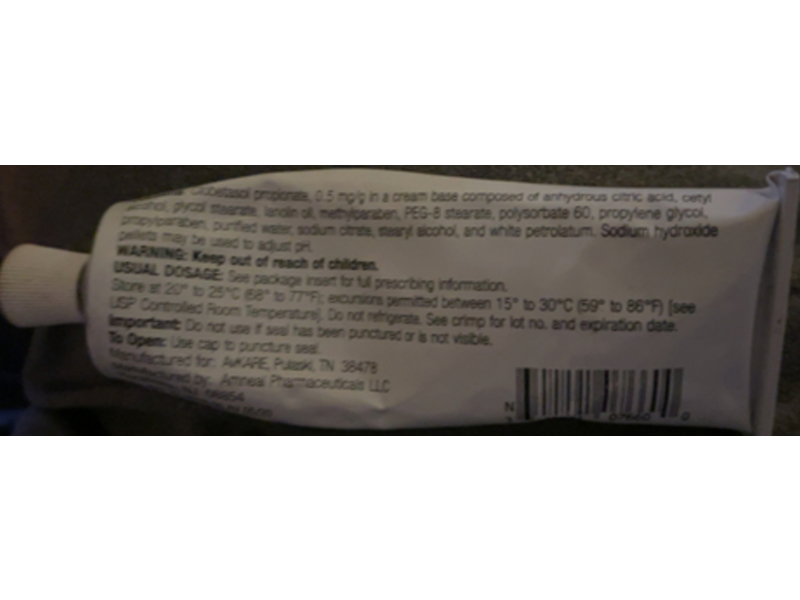 Clobetasol propionate, 0.5 mg/g in a cream base composed of anhydrous citric acid, cetyl
alcohol, glycol stearate, lanolin oil, methylparaben, PEG-8 stearate, polysorbate 60, propylene glycol,
propylparaben, purified water, sodium citrate, stearyl alcohol, and white petrolatum. Sodium hydroxide
pellets may be used to adjust pH.
WARNING: Keep out of reach of children.
USUAL DOSAGE: See package insert for full prescribing information.
Store at 20° to 25°C (68° to 77°F); excursions permitted between 15° to 30°C (59° to 86°F) [see
USP Controlled Room Temperature]. Do not refrigerate. See crimp for lot no. and expiration date.
Important: Do not use if seal has been punctured or is not visible.
To Open: Use cap to puncture seal.
Manufactured for: AvKARE, Pulaski, TN 38478
Manufactured by: Amneal Pharmaceuticals LLC
08854
N